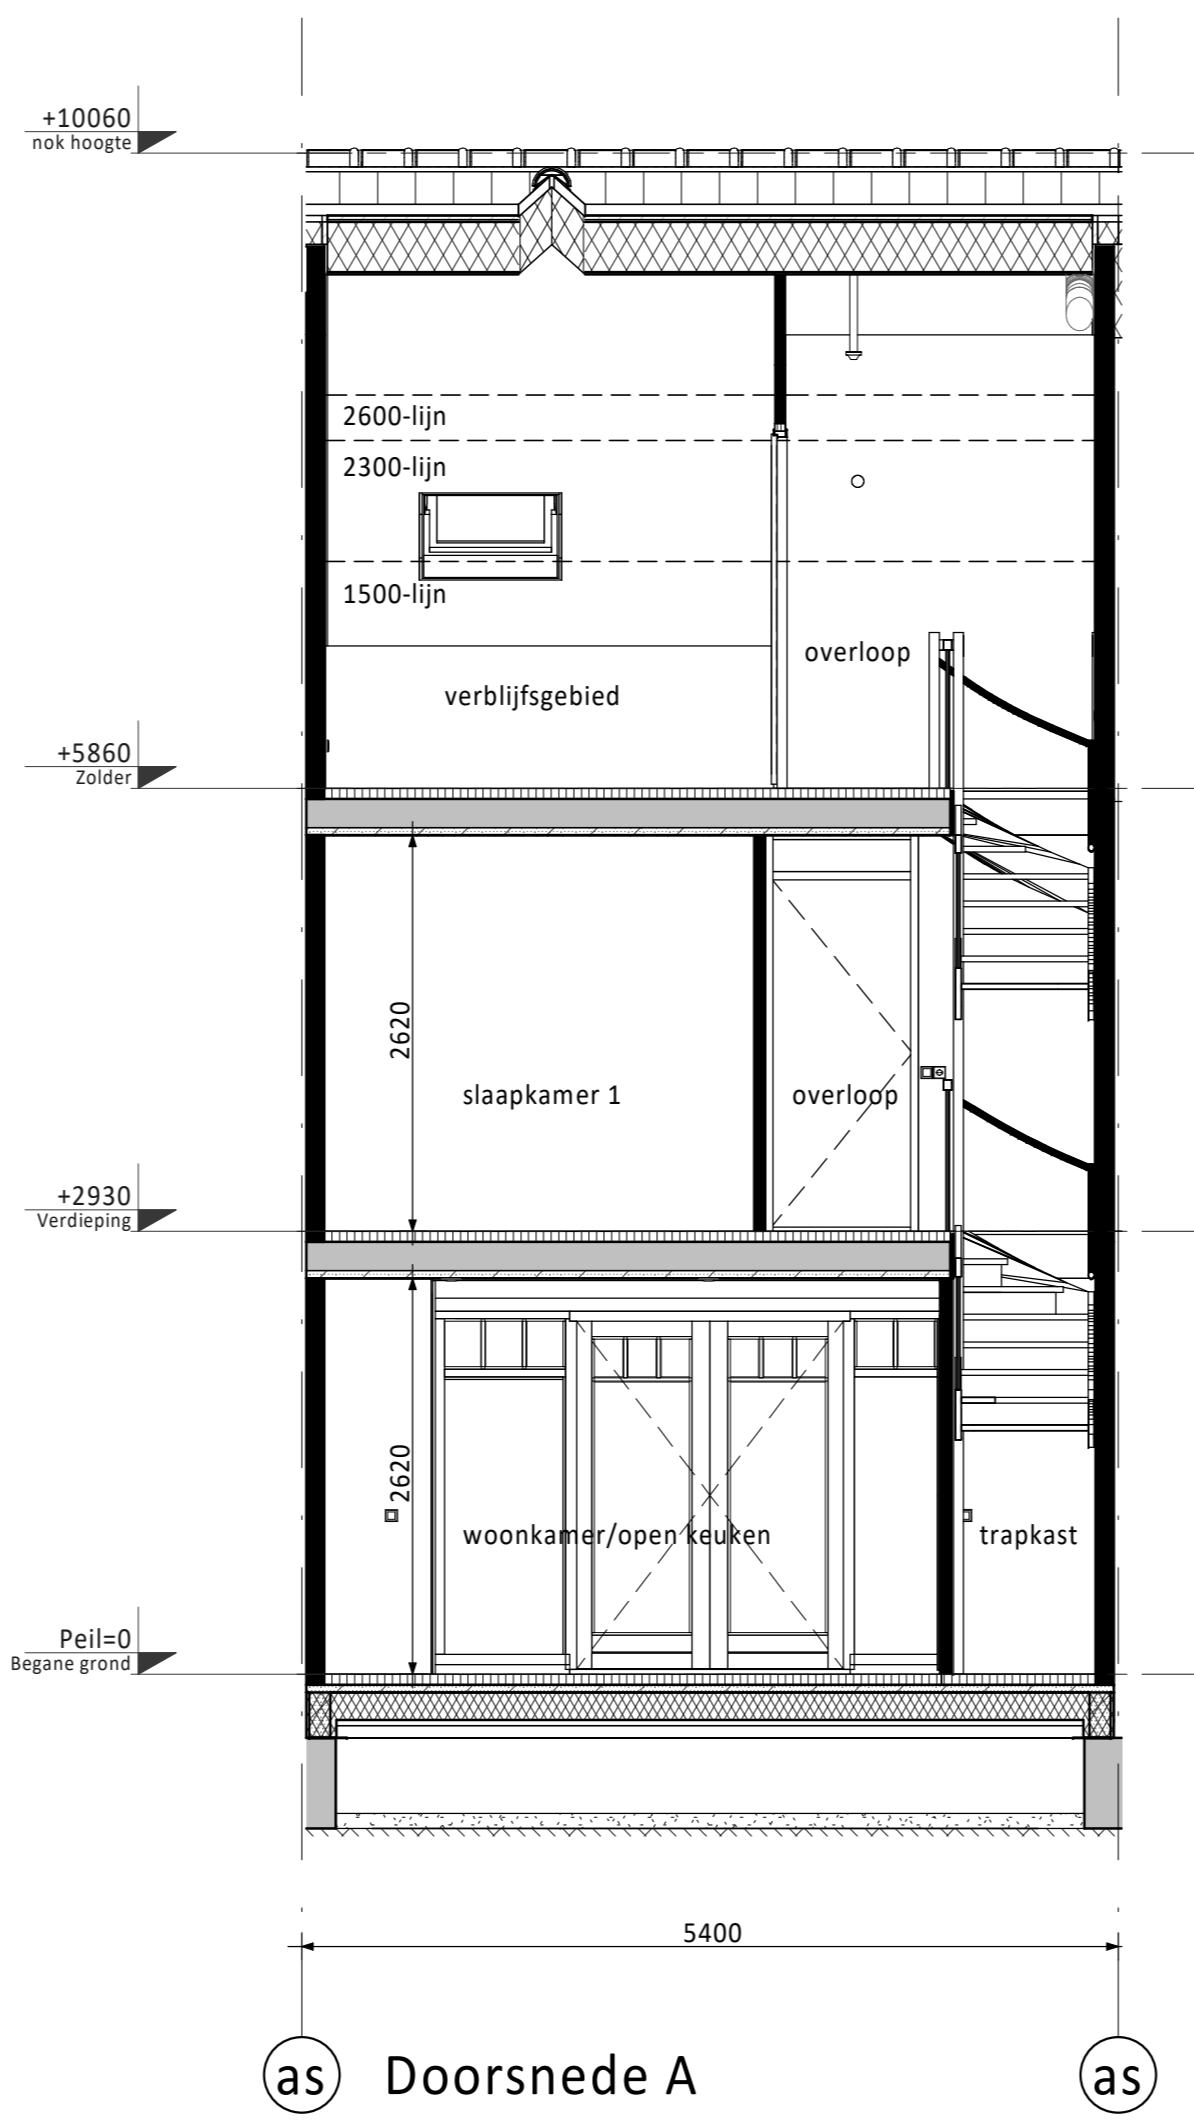 +10060
nok hoogte
2600-lijn
2300-lijn
1500-lijn
overloop
verblijfsgebied
+5860
Zolder
2620
slaapkamer 1
overloop
+2930
Verdieping
2620
woonkamer/open keuken
trapkast
Peil=0
Begane grond
5400
as
Doorsnede A
as